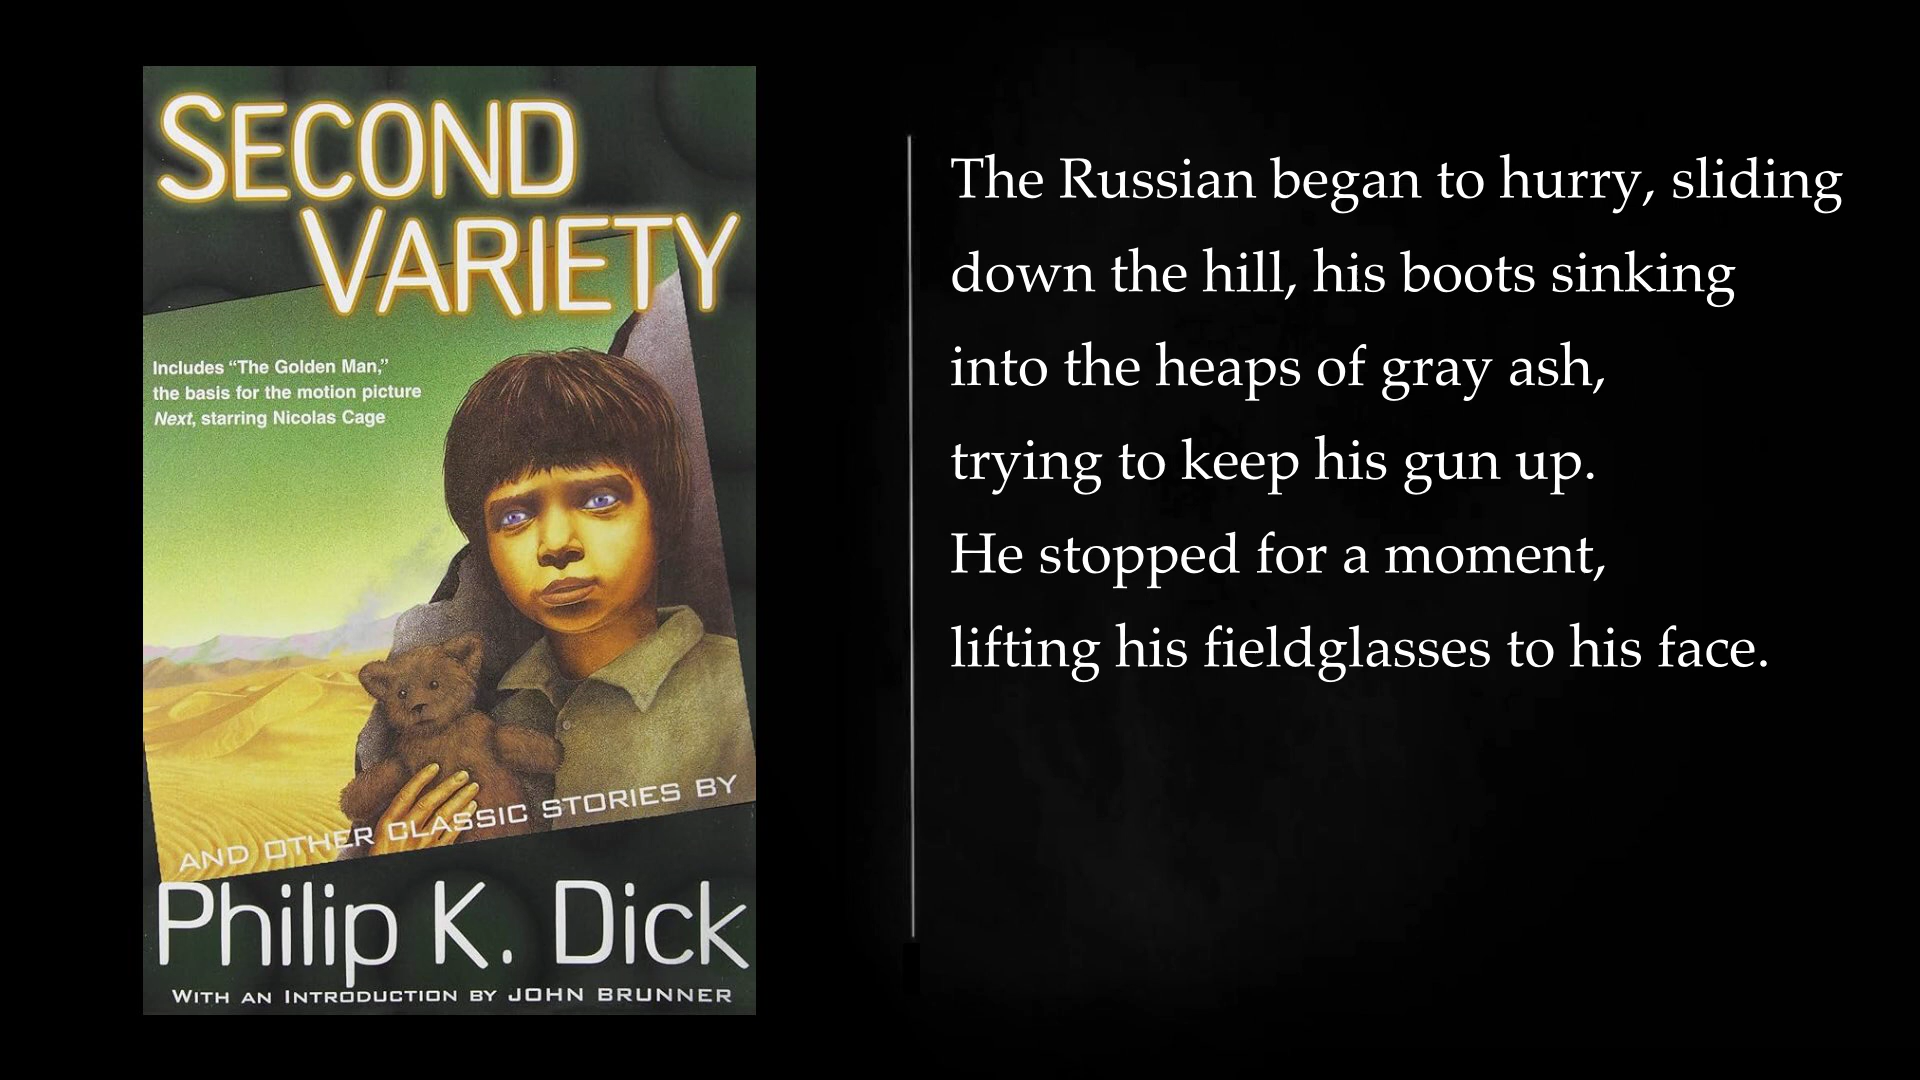 SECOND
VARIETY
Includes “The Golden Man,”
the basis for the motion picture
Next, starring Nicolas Cage
AND OTHER CLASSIC STORIES BY
Philip K. Dick
WITH AN INTRODUCTION BY JOHN BRUNNER
The Russian began to hurry, sliding
down the hill, his boots sinking
into the heaps of gray ash,
trying to keep his gun up.
He stopped for a moment,
lifting his fieldglasses to his face.